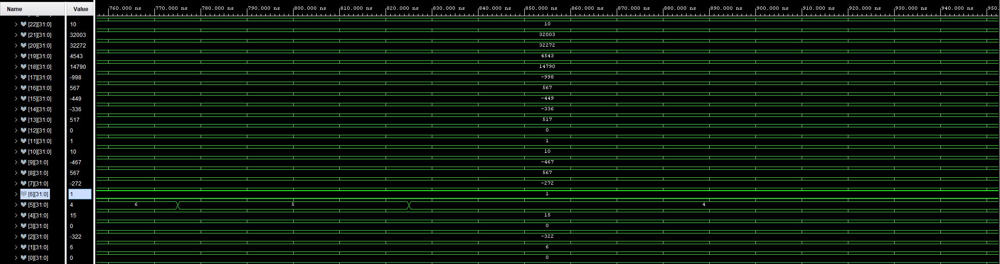 Name Value 760.000 ns 770.000 ns 780.000 ns 790.000 ns 800.000 ns 810.000 ns 820.000 ns 830.000 ns 840.000 ns 850.000 ns 860.000 ns 870.000 ns 880.000 ns 890.000 ns 900.000 ns 910.000 ns 920.000 ns 930.000 ns 940.000 ns 950.
[22][31:0] 10 10
[21][31:0] 32003 32003
[20][31:0] 32272 32272
[19][31:0] 4543 4543
[18][31:0] 14790 14790
[17][31:0] -998 -998
[16][31:0] 567 567
[15][31:0] -449 -449
[14][31:0] -336 -336
[13][31:0] 517 517
[12][31:0] 0 0
[11][31:0] 1 1
[10][31:0] 10 10
[9][31:0] -467 -467
[8][31:0] 567 567
[7][31:0] -272 -272
[6][31:0] 1 1
[5][31:0] 4 6 5 4
[4][31:0] 15 15
[3][31:0] 0 0
[2][31:0] -322 -322
[1][31:0] 6 6
[0][31:0] 0 0